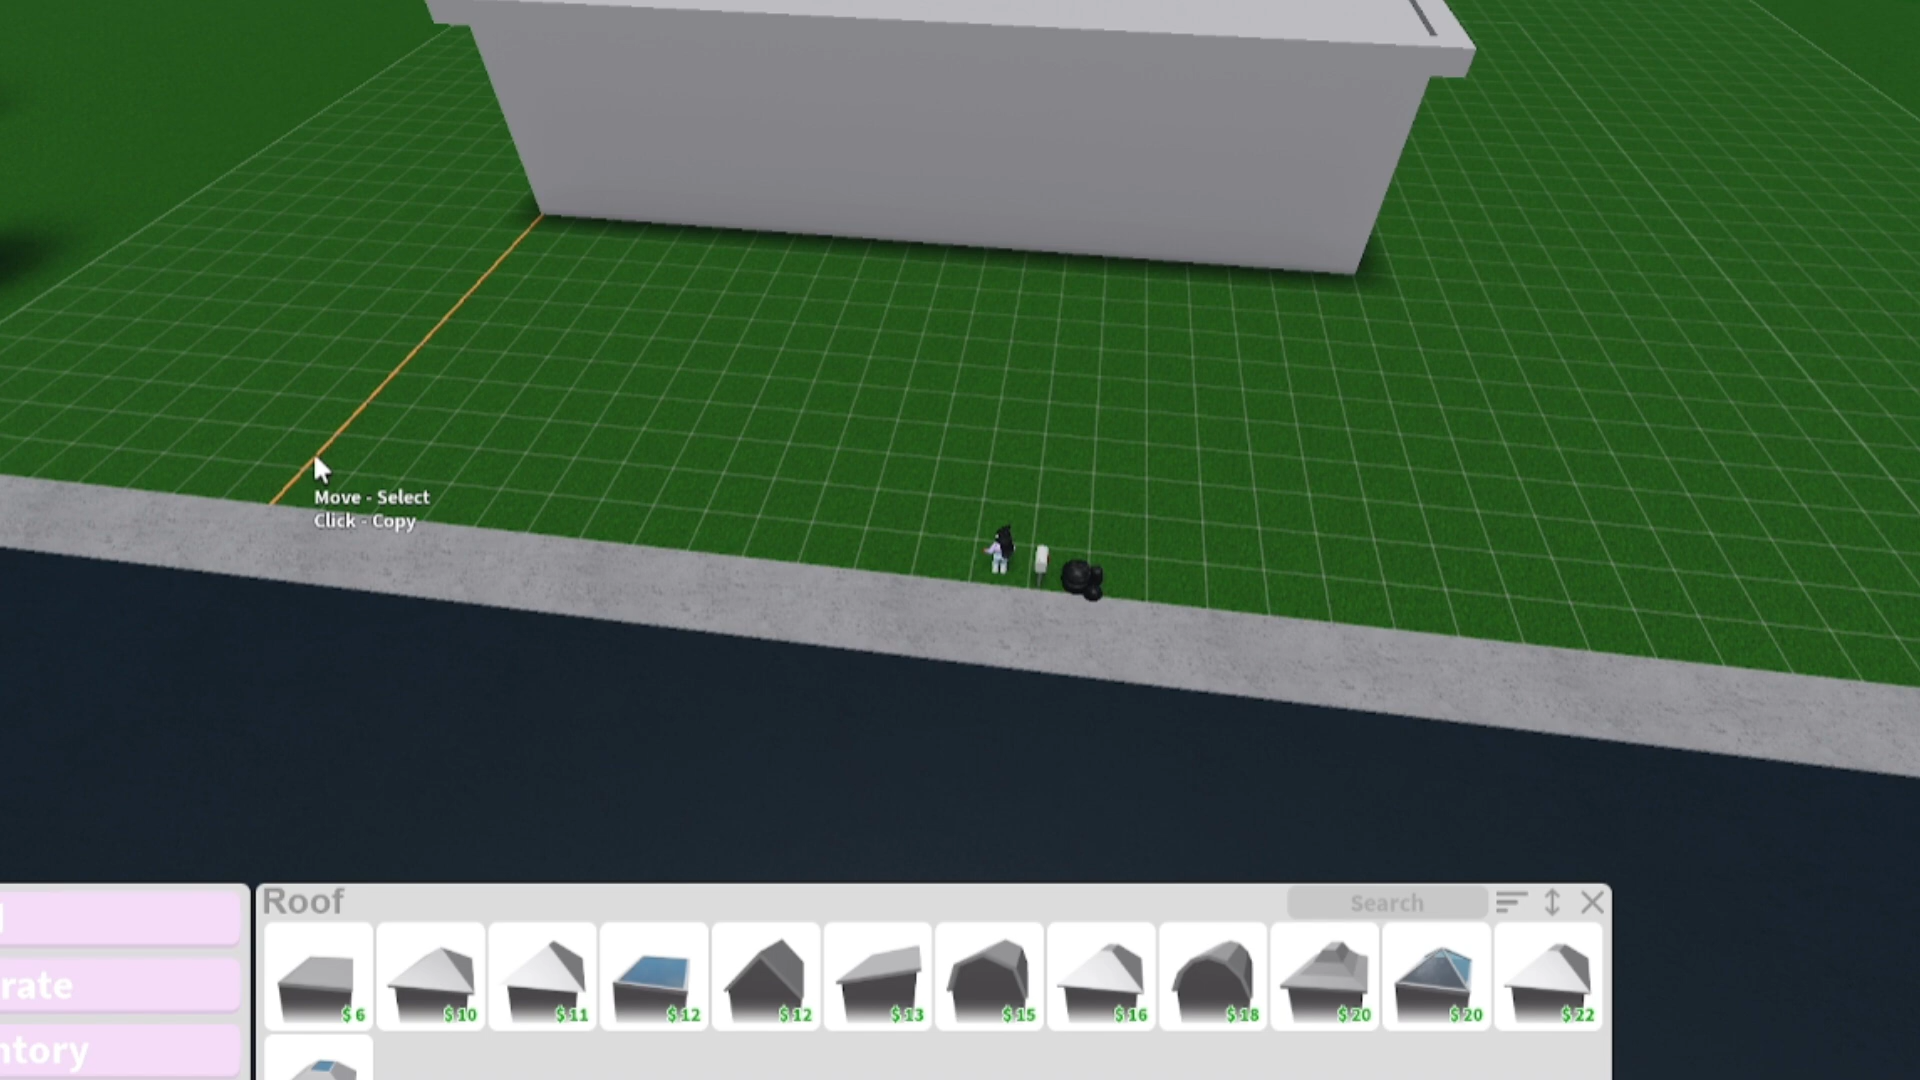 Move - Select
Click - Copy
Roof
Search
rate
ntory
$6
$10
$11
$12
$12
$13
$15
$16
$18
$20
$20
$22